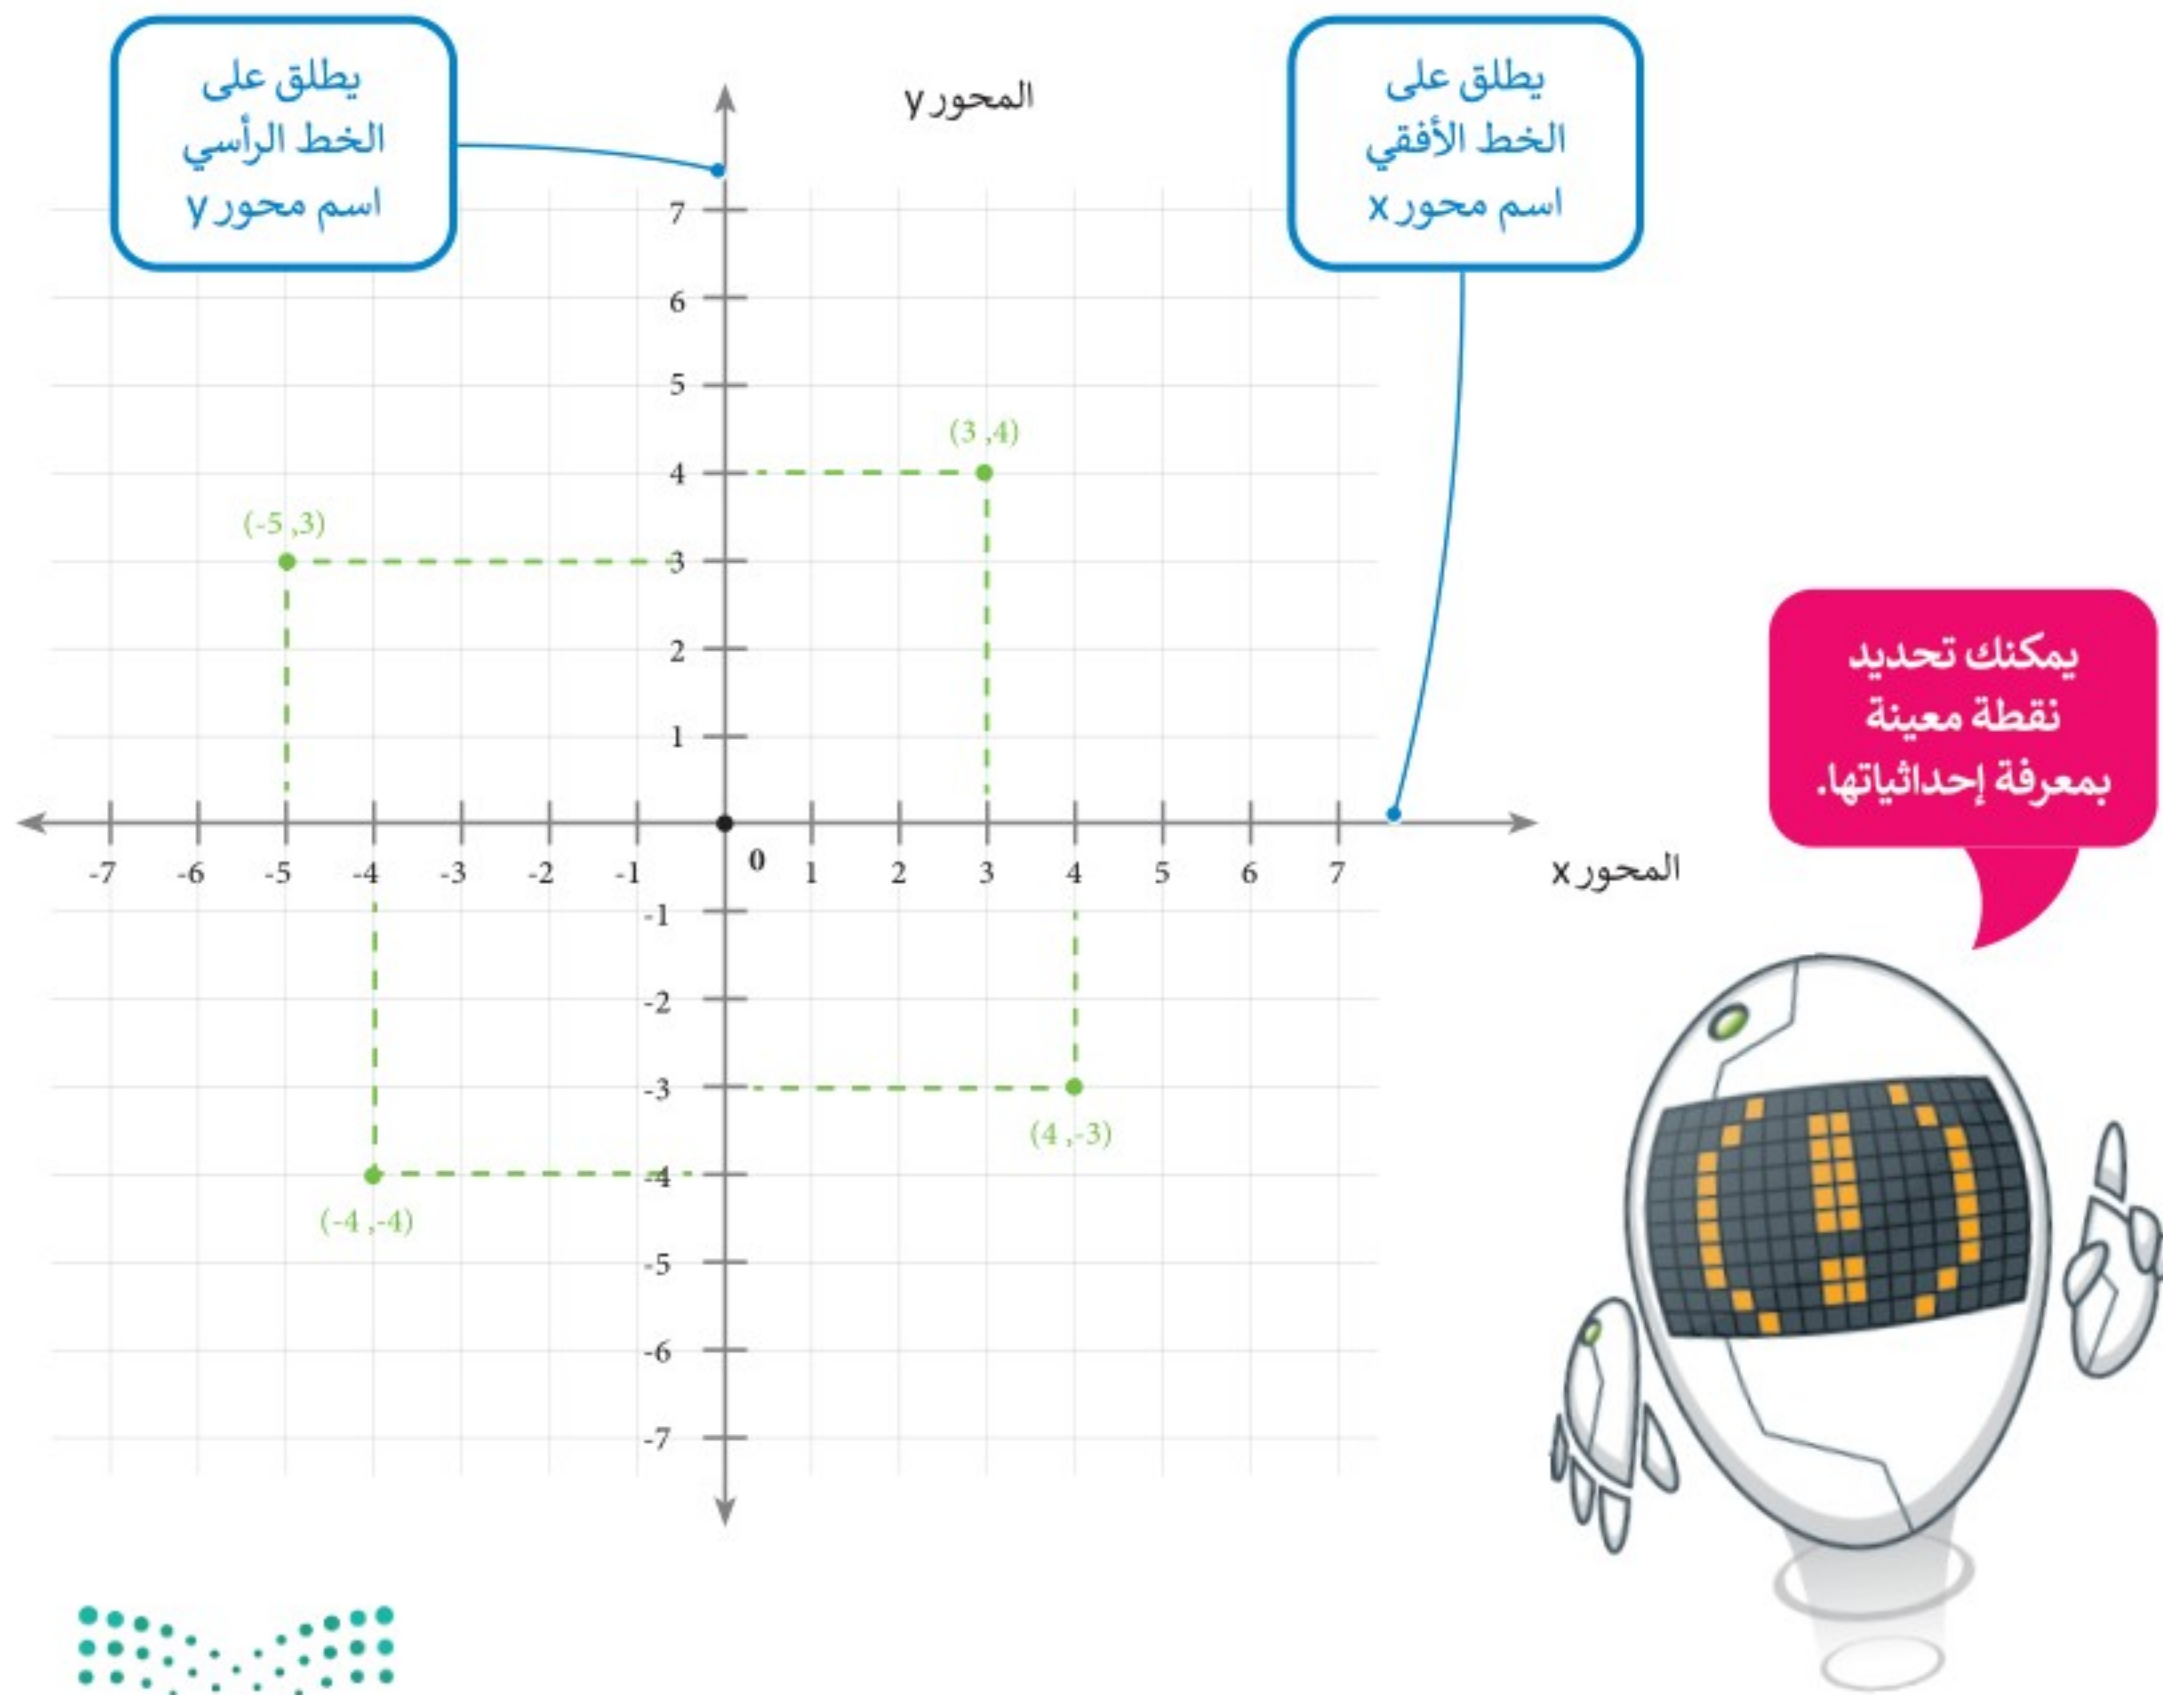 يطلق على
الخط الأفقي
اسم محور x
يطلق على
الخط الرأسي
اسم محور y
المحور y
7
6
5
(3 ,4)
4
(-5 ,3)
3
2
1
-7 -6 -5 -4 -3 -2 -1 0 1 2 3 4 5 6 7
المحور x
-1
-2
-3
(4 ,-3)
-4
(-4 ,-4)
-5
-6
-7
يمكنك تحديد
نقطة معينة
بمعرفة إحداثياتها.